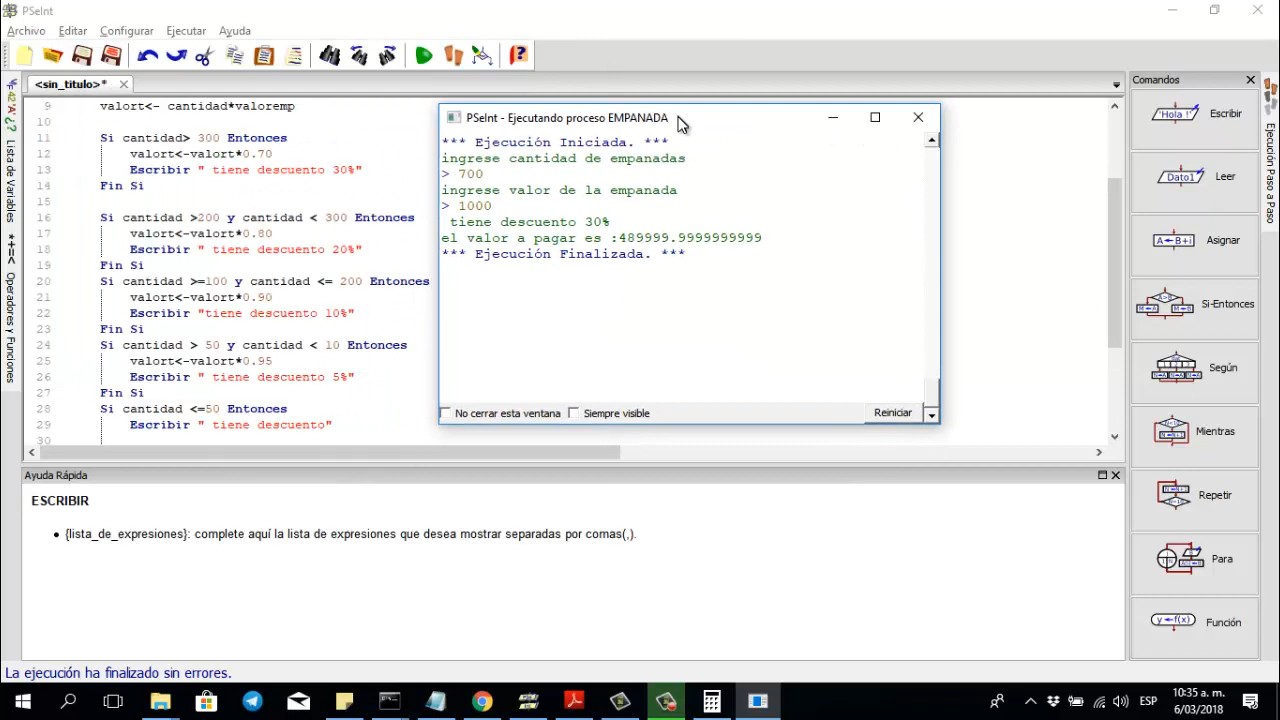 PSeInt
Archivo Editar Configurar Ejecutar Ayuda
<sin_titulo>*
9 valort<- cantidad*valoremp
10
11 Si cantidad> 300 Entonces
12 valort<-valort*0.70
13 Escribir " tiene descuento 30%"
14 Fin Si
16 Si cantidad >200 y cantidad < 300 Entonces
17 valort<-valort*0.80
18 Escribir " tiene descuento 20%"
19 Fin Si
20 Si cantidad >=100 y cantidad <= 200 Entonces
21 valort<-valort*0.90
22 Escribir "tiene descuento 10%"
23 Fin Si
24 Si cantidad > 50 y cantidad < 10 Entonces
25 valort<-valort*0.95
26 Escribir " tiene descuento 5%"
27 Fin Si
28 Si cantidad <=50 Entonces
29 Escribir " tiene descuento"
30
PSeInt - Ejecutando proceso EMPANADA
*** Ejecución Iniciada. ***
ingrese cantidad de empanadas
> 700
ingrese valor de la empanada
> 1000
tiene descuento 30%
el valor a pagar es :489999.9999999999
*** Ejecución Finalizada. ***
No cerrar esta ventana Siempre visible Reiniciar
Lista de Variables
Operadores y Funciones
Comandos
'Hola !' Escribir
Dato1 Leer
A←B+i Asignar
Si-Entonces
Según
Mientras
Repetir
Para
y←f(x) Función
Ejecución Paso a Paso
Ayuda Rápida
ESCRIBIR
• {lista_de_expresiones}: complete aquí la lista de expresiones que desea mostrar separadas por comas(,).
La ejecución ha finalizado sin errores.
ESP
10:35 a. m.
6/03/2018